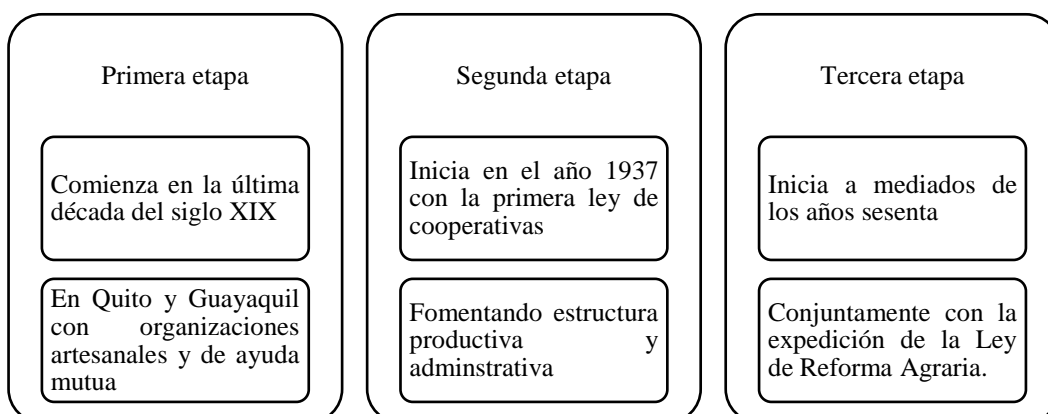 Primera etapa
Comienza en la última
década del siglo XIX
En Quito y Guayaquil
con organizaciones
artesanales y de ayuda
mutua
Segunda etapa
Inicia en el año 1937
con la primera ley de
cooperativas
Fomentando estructura
productiva y
adminstrativa
Tercera etapa
Inicia a mediados de
los años sesenta
Conjuntamente con la
expedición de la Ley
de Reforma Agraria.